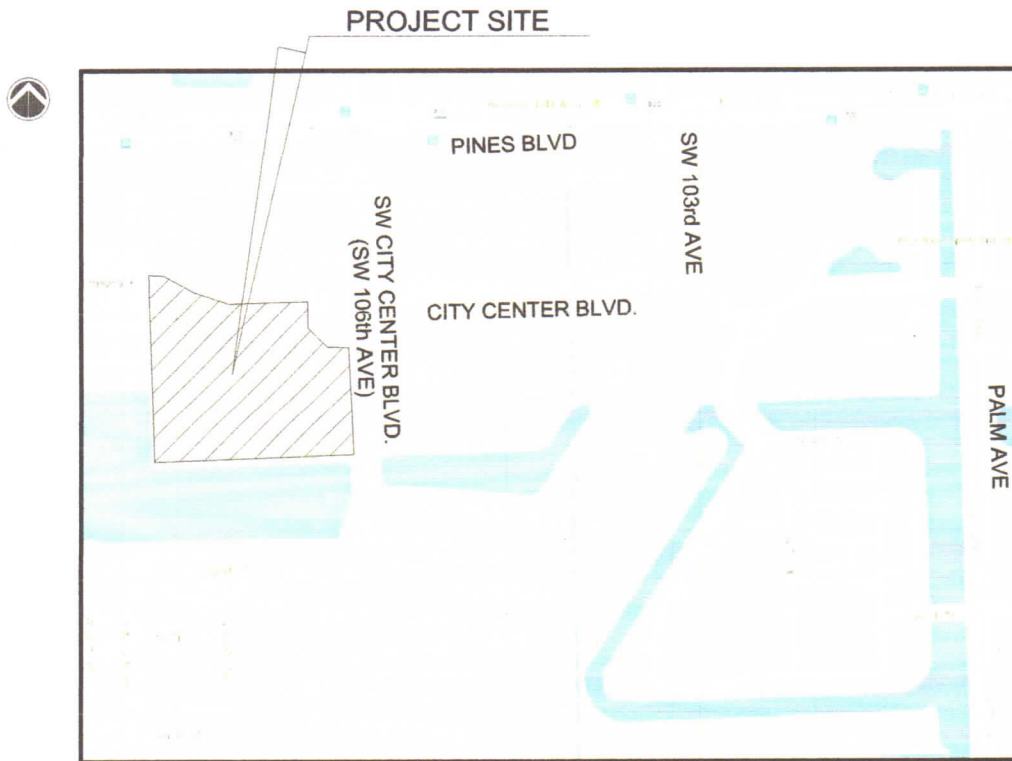 PROJECT SITE
PINES BLVD
SW 103rd AVE
SW CITY CENTER BLVD.
(SW 106th AVE)
CITY CENTER BLVD.
PALM AVE